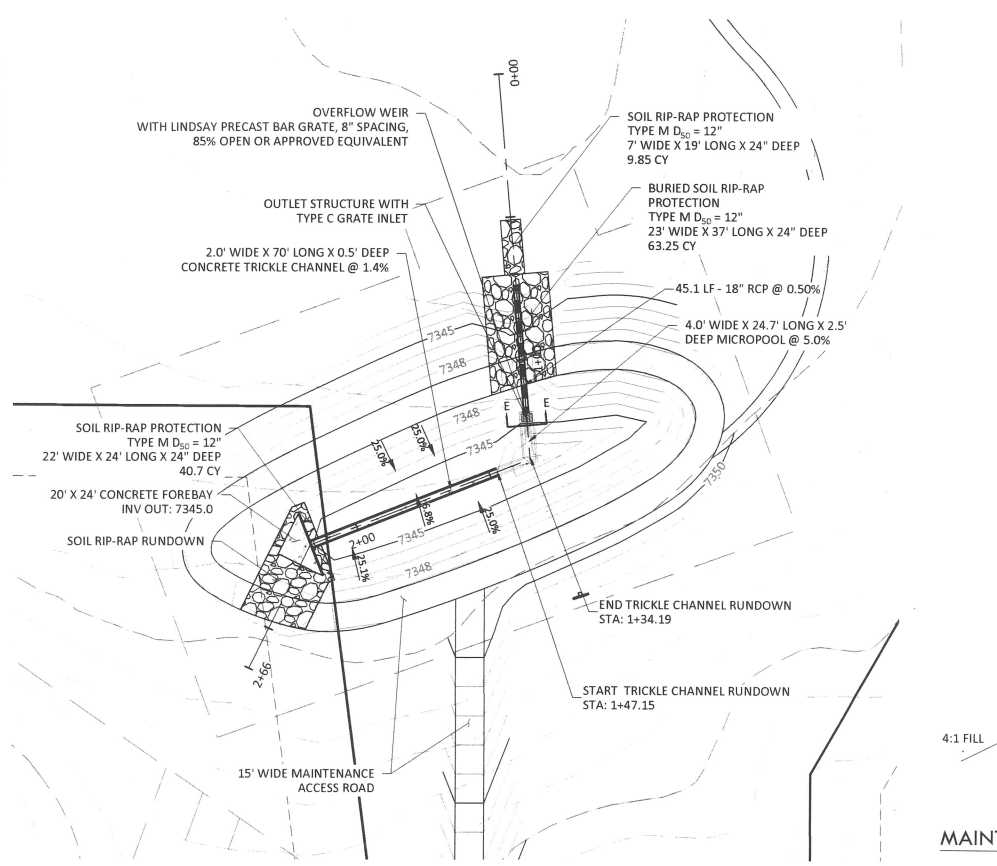 0+00
OVERFLOW WEIR
WITH LINDSAY PRECAST BAR GRATE, 8" SPACING,
85% OPEN OR APPROVED EQUIVALENT
SOIL RIP-RAP PROTECTION
TYPE M D50 = 12"
7' WIDE X 19' LONG X 24" DEEP
9.85 CY
OUTLET STRUCTURE WITH
TYPE C GRATE INLET
BURIED SOIL RIP-RAP
PROTECTION
TYPE M D50 = 12"
23' WIDE X 37' LONG X 24" DEEP
63.25 CY
2.0' WIDE X 70' LONG X 0.5' DEEP
CONCRETE TRICKLE CHANNEL @ 1.4%
45.1 LF - 18" RCP @ 0.50%
4.0' WIDE X 24.7' LONG X 2.5'
DEEP MICROPOOL @ 5.0%
7345
7348
E
E
7348
25.0%
25.0%
7345
SOIL RIP-RAP PROTECTION
TYPE M D50 = 12"
22' WIDE X 24' LONG X 24" DEEP
40.7 CY
7350
20' X 24' CONCRETE FOREBAY
INV OUT: 7345.0
6.8%
25.0%
SOIL RIP-RAP RUNDOWN
2+00
7345
25.1%
7348
END TRICKLE CHANNEL RUNDOWN
STA: 1+34.19
2+66
START TRICKLE CHANNEL RUNDOWN
STA: 1+47.15
4:1 FILL
15' WIDE MAINTENANCE
ACCESS ROAD